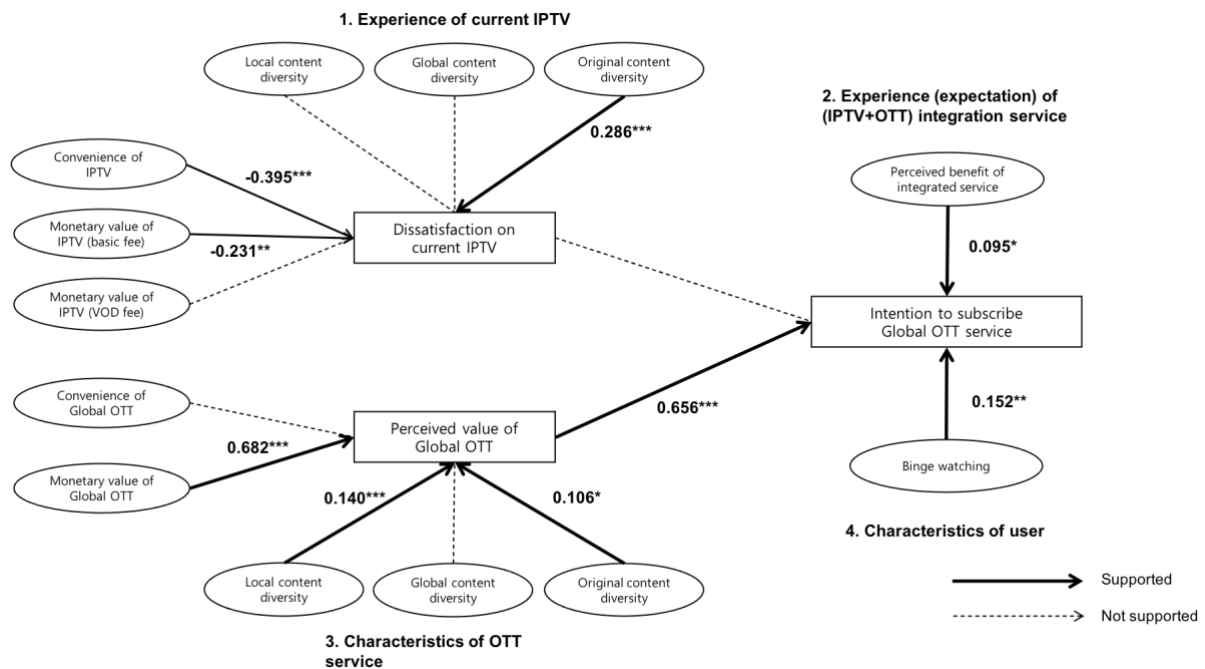 1. Experience of current IPTV
Local content
diversity
Global content
diversity
Original content
diversity
2. Experience (expectation) of
(IPTV+OTT) integration service
0.286***
Convenience of
IPTV
-0.395***
Perceived benefit of
integrated service
Monetary value of
IPTV (basic fee)
-0.231**
Dissatisfaction on
current IPTV
0.095*
Monetary value of
IPTV (VOD fee)
Intention to subscribe
Global OTT service
Convenience of
Global OTT
0.682***
Perceived value of
Global OTT
0.656***
0.152**
Monetary value of
Global OTT
0.140***
0.106*
Binge watching
4. Characteristics of user
Local content
diversity
Global content
diversity
Original content
diversity
Supported
Not supported
3. Characteristics of OTT
service